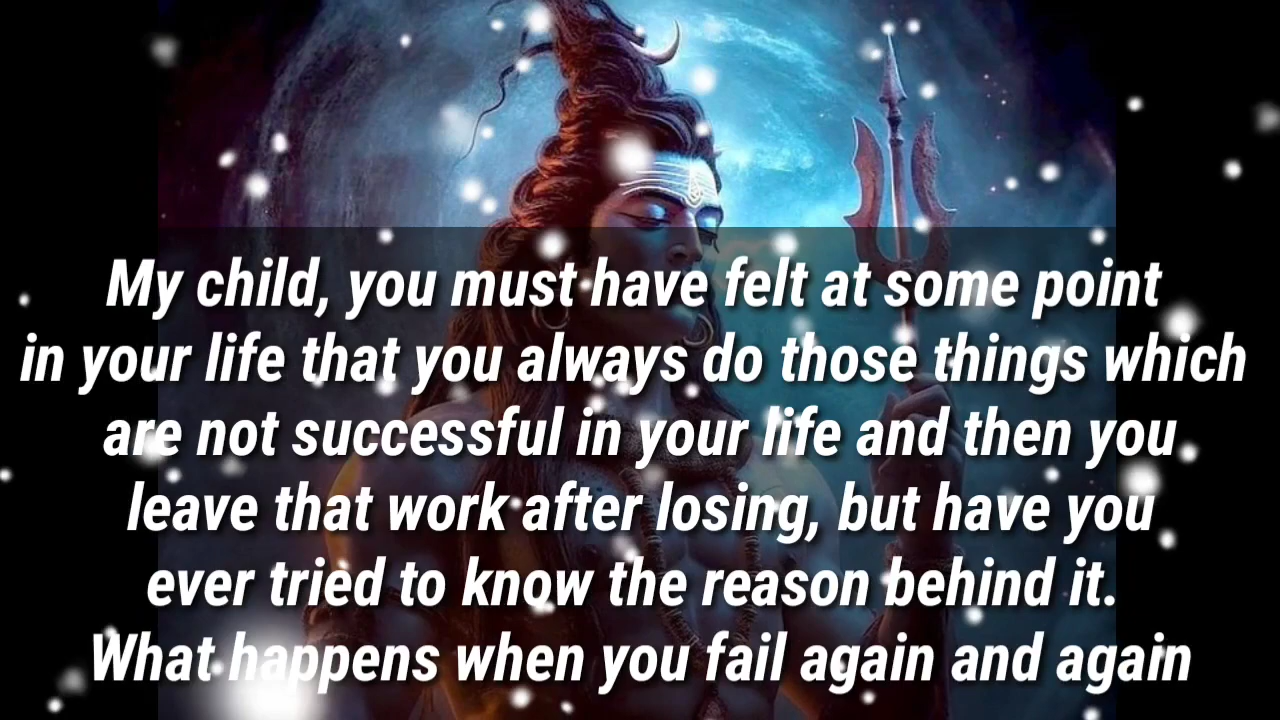 My child, you must have felt at some point
in your life that you always do those things which
are not successful in your life and then you
leave that work after losing, but have you
ever tried to know the reason behind it.
What happens when you fail again and again